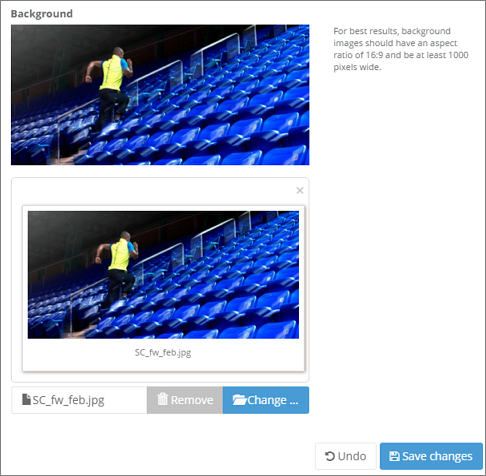 Background
For best results, background
images should have an aspect
ratio of 16:9 and be at least 1000
pixels wide.
×
SC_fw_feb.jpg
SC_fw_feb.jpg Remove Change ...
Undo Save changes